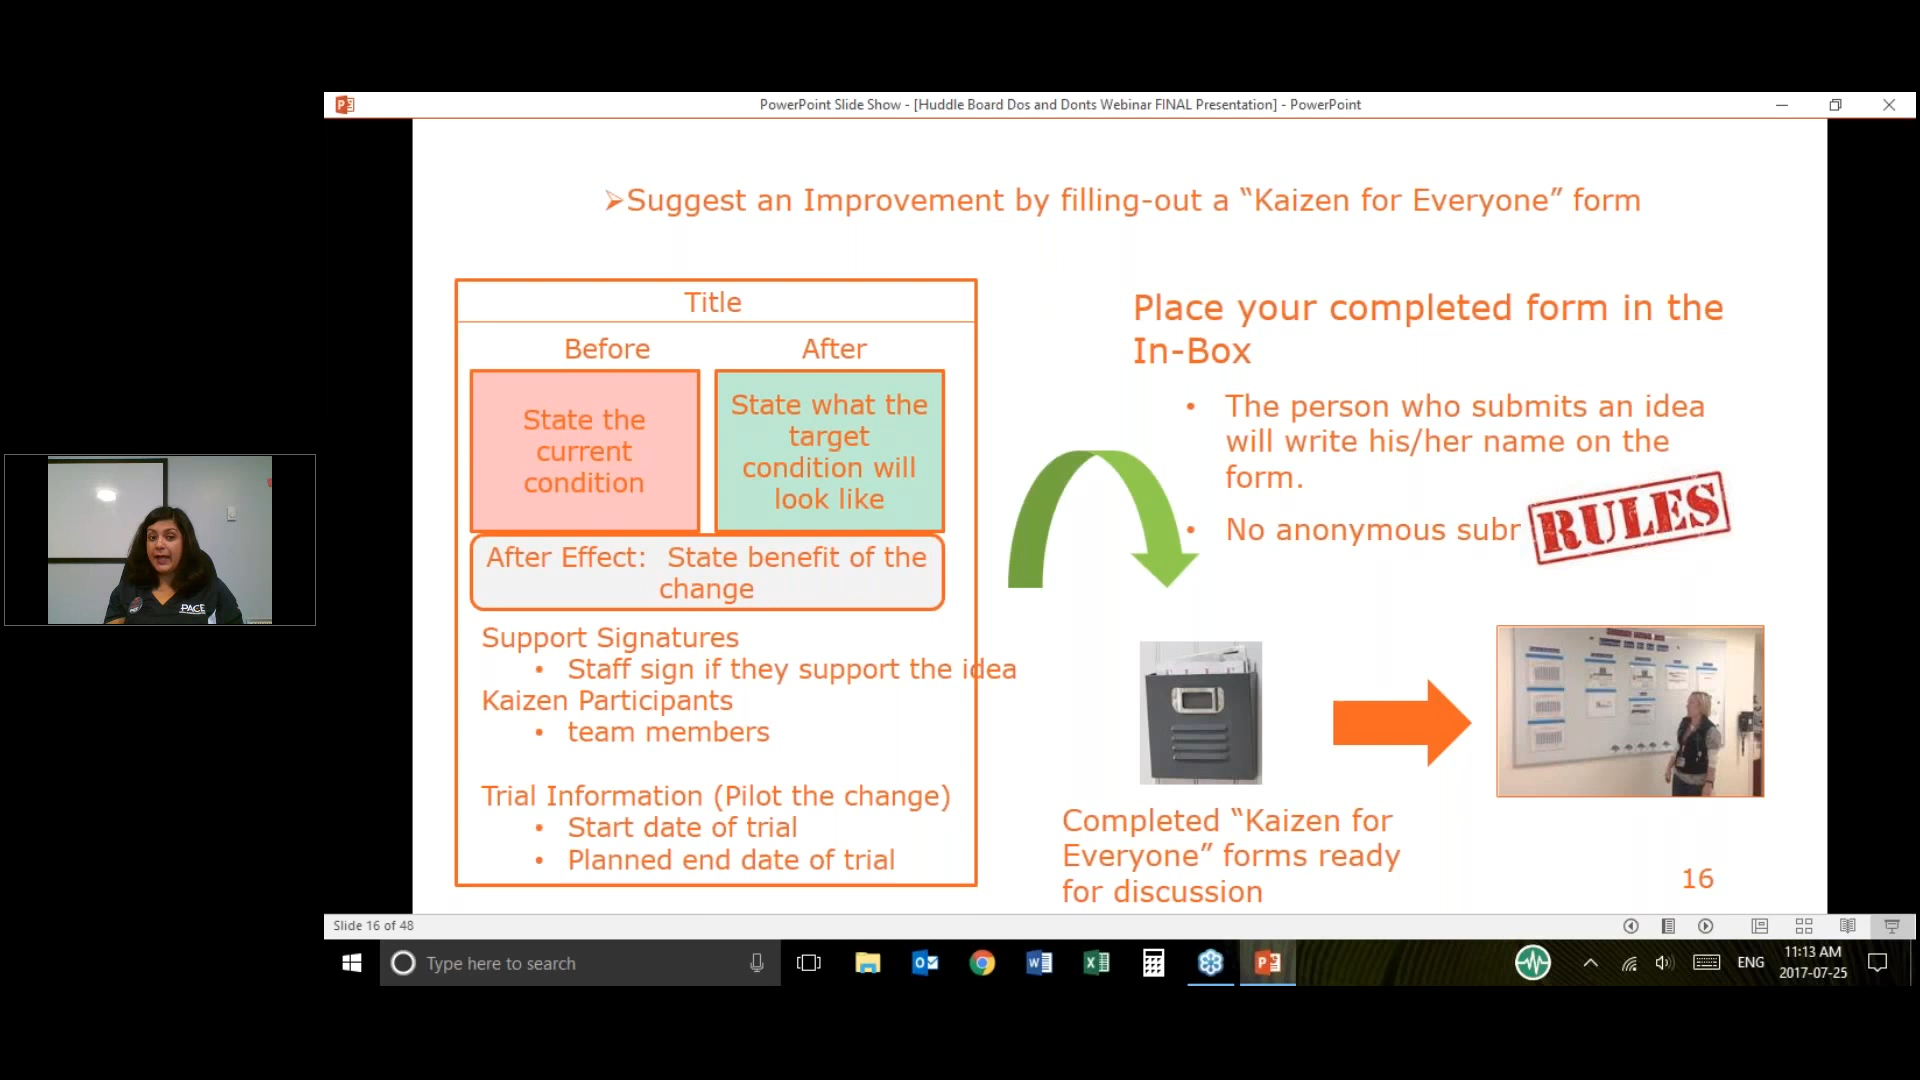 PowerPoint Slide Show - [Huddle Board Dos and Donts Webinar FINAL Presentation] - PowerPoint
➢Suggest an Improvement by filling-out a “Kaizen for Everyone” form
Title
Before
After
State the
current
condition
State what the
target
condition will
look like
After Effect: State benefit of the
change
Support Signatures
• Staff sign if they support the idea
Kaizen Participants
• team members
Trial Information (Pilot the change)
• Start date of trial
• Planned end date of trial
Place your completed form in the
In-Box
• The person who submits an idea
will write his/her name on the
form.
• No anonymous subr
RULES
Completed “Kaizen for
Everyone” forms ready
for discussion
16
PACE
Slide 16 of 48
Type here to search
ENG
11:13 AM
2017-07-25